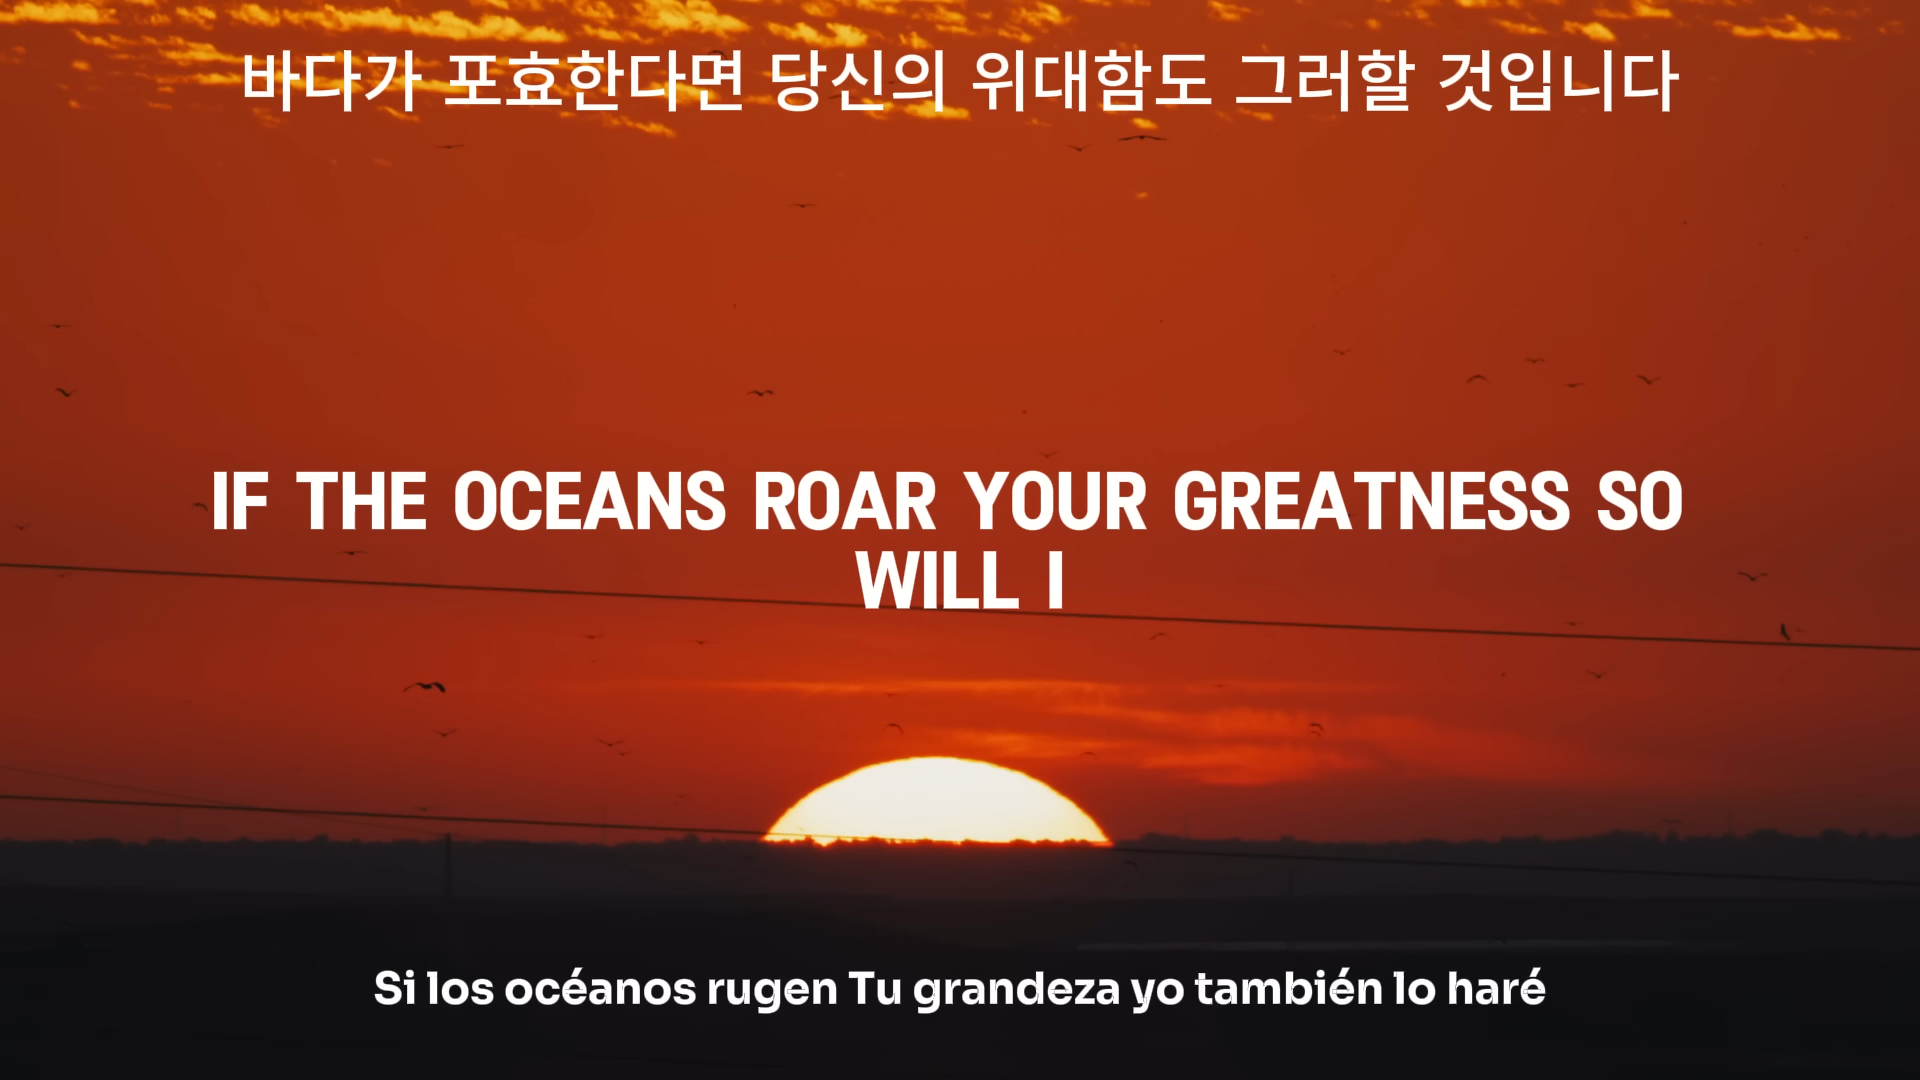 바다가 포효한다면 당신의 위대함도 그러할 것입니다
IF THE OCEANS ROAR YOUR GREATNESS SO
WILL I
Si los océanos rugen Tu grandeza yo también lo haré